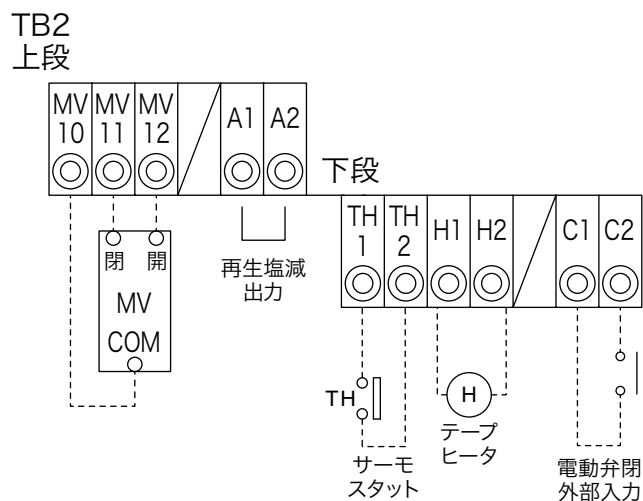 TB2
上段
MV
10
MV
11
MV
12
A1
A2
下段
TH
1
TH
2
H1
H2
C1
C2
閉
開
MV
COM
再生塩減
出力
TH
サーモ
スタット
H
テープ
ヒータ
電動弁閉
外部入力